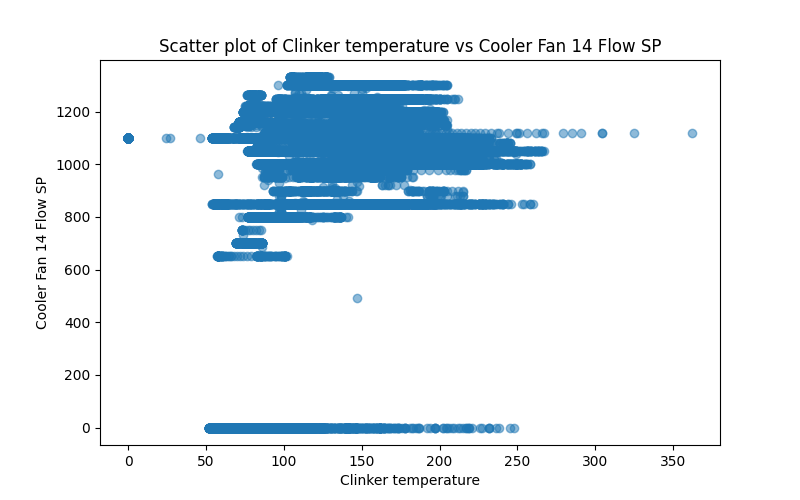 Scatter plot of Clinker temperature vs Cooler Fan 14 Flow SP
Cooler Fan 14 Flow SP
1200
1000
800
600
400
200
0
0 50 100 150 200 250 300 350
Clinker temperature